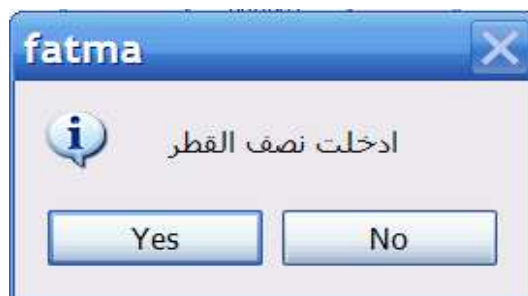 fatma
ادخلت نصف القطر
Yes
No